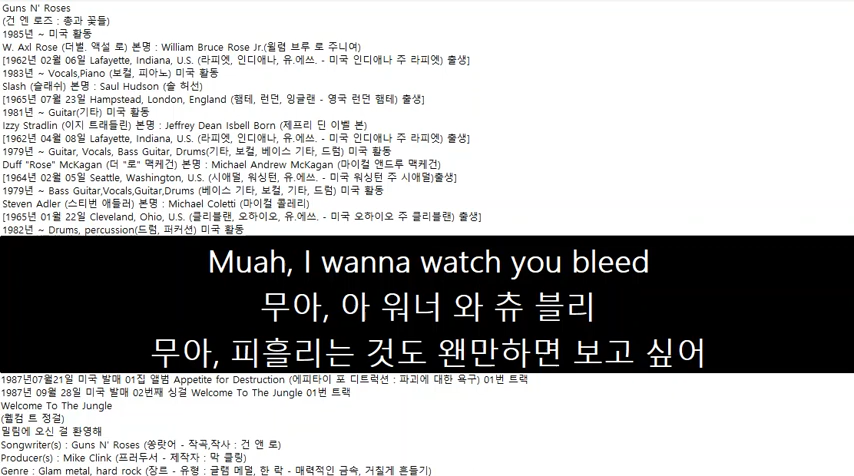 Guns N' Roses
(건 엔 로즈 : 총과 꽃들)
1985년 ~ 미국 활동
W. Axl Rose (더벌. 액설 로) 본명 : William Bruce Rose Jr.(윌럼 브루 로 주니여)
[1962년 02월 06일 Lafayette, Indiana, U.S. (라피엣, 인디애나, 유.에쓰. - 미국 인디애나 주 라피엣) 출생]
1983년 ~ Vocals,Piano (보컬, 피아노) 미국 활동
Slash (슬래쉬) 본명 : Saul Hudson (솔 허선)
[1965년 07월 23일 Hampstead, London, England (햄테, 런던, 잉글랜 - 영국 런던 햄테) 출생]
1981년 ~ Guitar(기타) 미국 활동
Izzy Stradlin (이지 트래들린) 본명 : Jeffrey Dean Isbell Born (제프리 딘 이벨 본)
[1962년 04월 08일 Lafayette, Indiana, U.S. (라피엣, 인디애나, 유.에쓰. - 미국 인디애나 주 라피엣) 출생]
1979년 ~ Guitar, Vocals, Bass Guitar, Drums(기타, 보컬, 베이스 기타, 드럼) 미국 활동
Duff "Rose" McKagan (더 "로" 맥케건) 본명 : Michael Andrew McKagan (마이컬 앤드루 맥케건)
[1964년 02월 05일 Seattle, Washington, U.S. (시애덜, 워싱턴, 유.에쓰. - 미국 워싱턴 주 시애덜)출생]
1979년 ~ Bass Guitar,Vocals,Guitar,Drums (베이스 기타, 보컬, 기타, 드럼) 미국 활동
Steven Adler (스티번 애들러) 본명 : Michael Coletti (마이컬 콜레리)
[1965년 01월 22일 Cleveland, Ohio, U.S. (클리블랜, 오하이오, 유.에쓰. - 미국 오하이오 주 클리블랜) 출생]
1982년 ~ Drums, percussion(드럼, 퍼커션) 미국 활동
Muah, I wanna watch you bleed
무아, 아 워너 와 츄 블리
무아, 피흘리는 것도 왠만하면 보고 싶어
1987년07월21일 미국 발매 01집 앨범 Appetite for Destruction (에피타이 포 디트럭션 : 파괴에 대한 욕구) 01번 트랙
1987년 09월 28일 미국 발매 02번째 싱글 Welcome To The Jungle 01번 트랙
Welcome To The Jungle
(웰컴 트 정걸)
밀림에 오신 걸 환영해
Songwriter(s) : Guns N' Roses (쏭랏어 - 작곡,작사 : 건 앤 로)
Producer(s) : Mike Clink (프러두서 - 제작자 : 막 클링)
Genre : Glam metal, hard rock (장트 - 유형 : 글램 메멀, 한 락 - 매력적인 금속, 거칠게 흔들기)